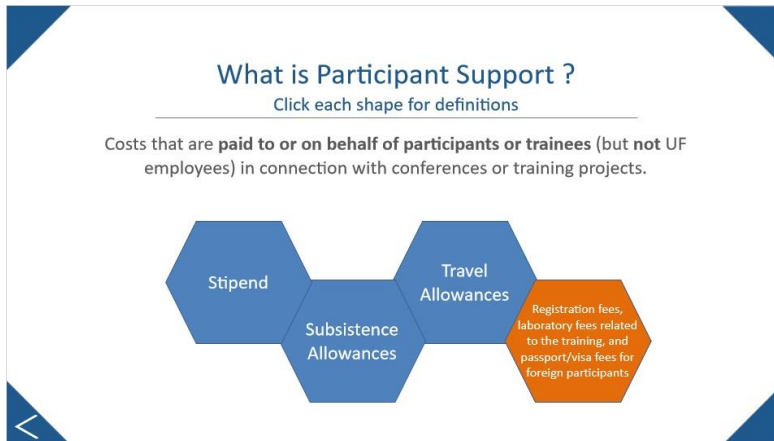 What is Participant Support ?
Click each shape for definitions
Costs that are paid to or on behalf of participants or trainees (but not UF
employees) in connection with conferences or training projects.
Stipend
Subsistence
Allowances
Travel
Allowances
Registration fees,
laboratory fees related
to the training, and
passport/visa fees for
foreign participants